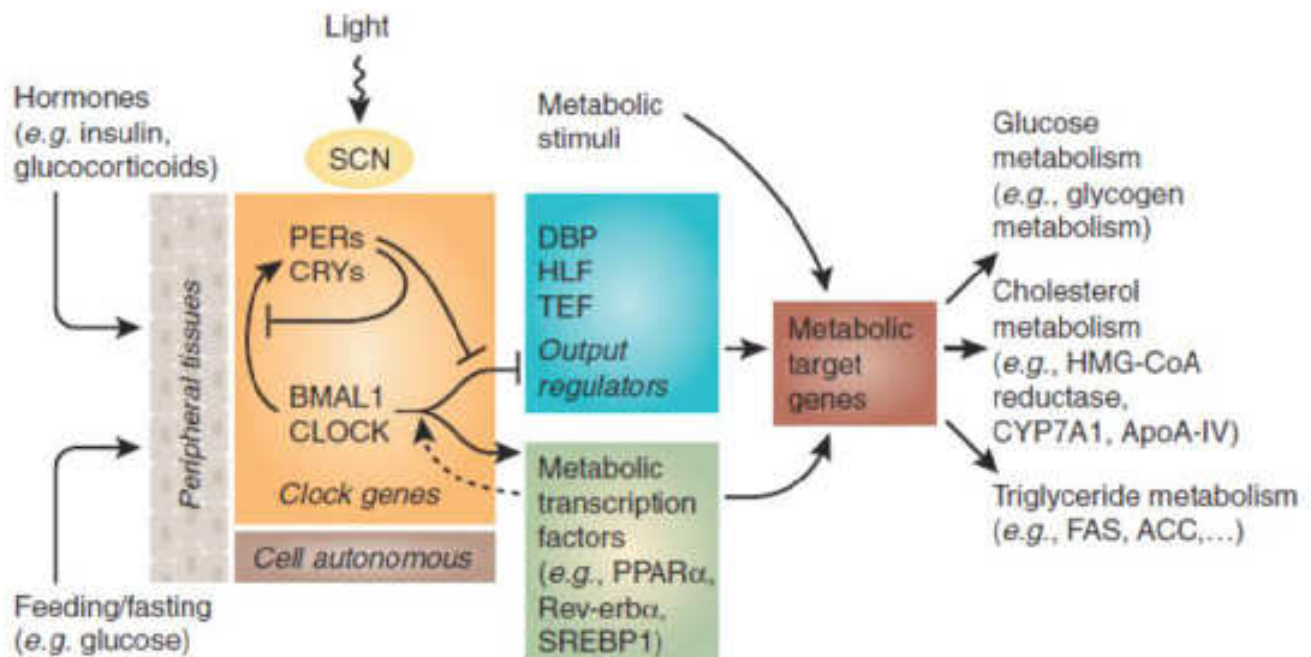 Light
Hormones
(e.g. insulin,
glucocorticoids)
SCN
Metabolic
stimuli
Glucose
metabolism
(e.g., glycogen
metabolism)
Peripheral tissues
PERs
CRYs
BMAL1
CLOCK
Clock genes
Cell autonomous
DBP
HLF
TEF
Output
regulators
Metabolic
transcription
factors
(e.g., PPARα,
Rev-erbα,
SREBP1)
Metabolic
target
genes
Cholesterol
metabolism
(e.g., HMG-CoA
reductase,
CYP7A1, ApoA-IV)
Triglyceride metabolism
(e.g., FAS, ACC,...)
Feeding/fasting
(e.g. glucose)